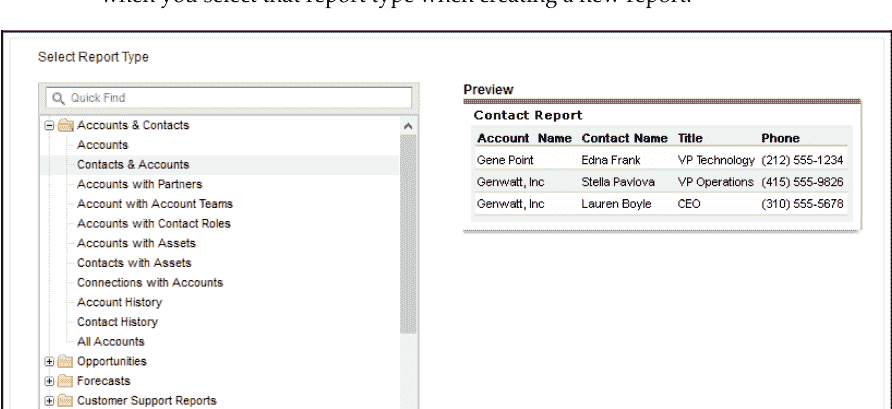 when you select that report type when creating a new report.
Select Report Type
Quick Find
Accounts & Contacts
Accounts
Contacts & Accounts
Accounts with Partners
Account with Account Teams
Accounts with Contact Roles
Accounts with Assets
Contacts with Assets
Connections with Accounts
Account History
Contact History
All Accounts
Opportunities
Forecasts
Customer Support Reports
Preview
Contact Report
Account Name Contact Name Title Phone
Gene Point Edna Frank VP Technology (212) 555-1234
Genwatt, Inc Stella Pavlova VP Operations (415) 555-9826
Genwatt, Inc Lauren Boyle CEO (310) 555-5678